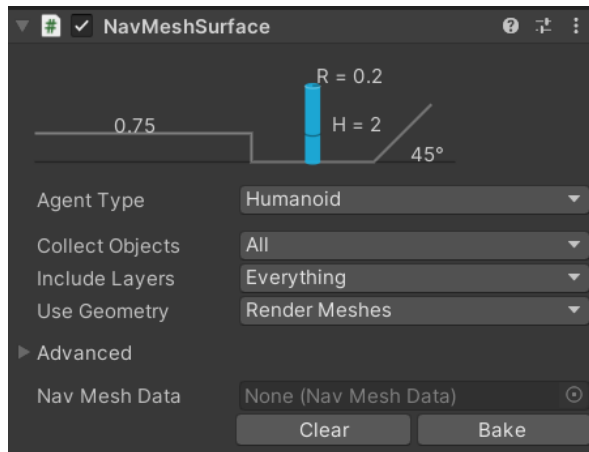 # NavMeshSurface
R = 0.2
0.75
H = 2
45°
Agent Type Humanoid
Collect Objects All
Include Layers Everything
Use Geometry Render Meshes
Advanced
Nav Mesh Data None (Nav Mesh Data)
Clear Bake